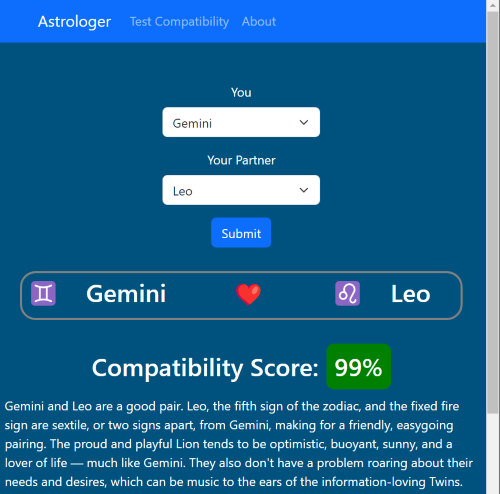 Astrologer Test Compatibility About
You
Gemini
Your Partner
Leo
Submit
♊ Gemini ❤️ ♌ Leo
Compatibility Score: 99%
Gemini and Leo are a good pair. Leo, the fifth sign of the zodiac, and the fixed fire
sign are sextile, or two signs apart, from Gemini, making for a friendly, easygoing
pairing. The proud and playful Lion tends to be optimistic, buoyant, sunny, and a
lover of life — much like Gemini. They also don't have a problem roaring about their
needs and desires, which can be music to the ears of the information-loving Twins.